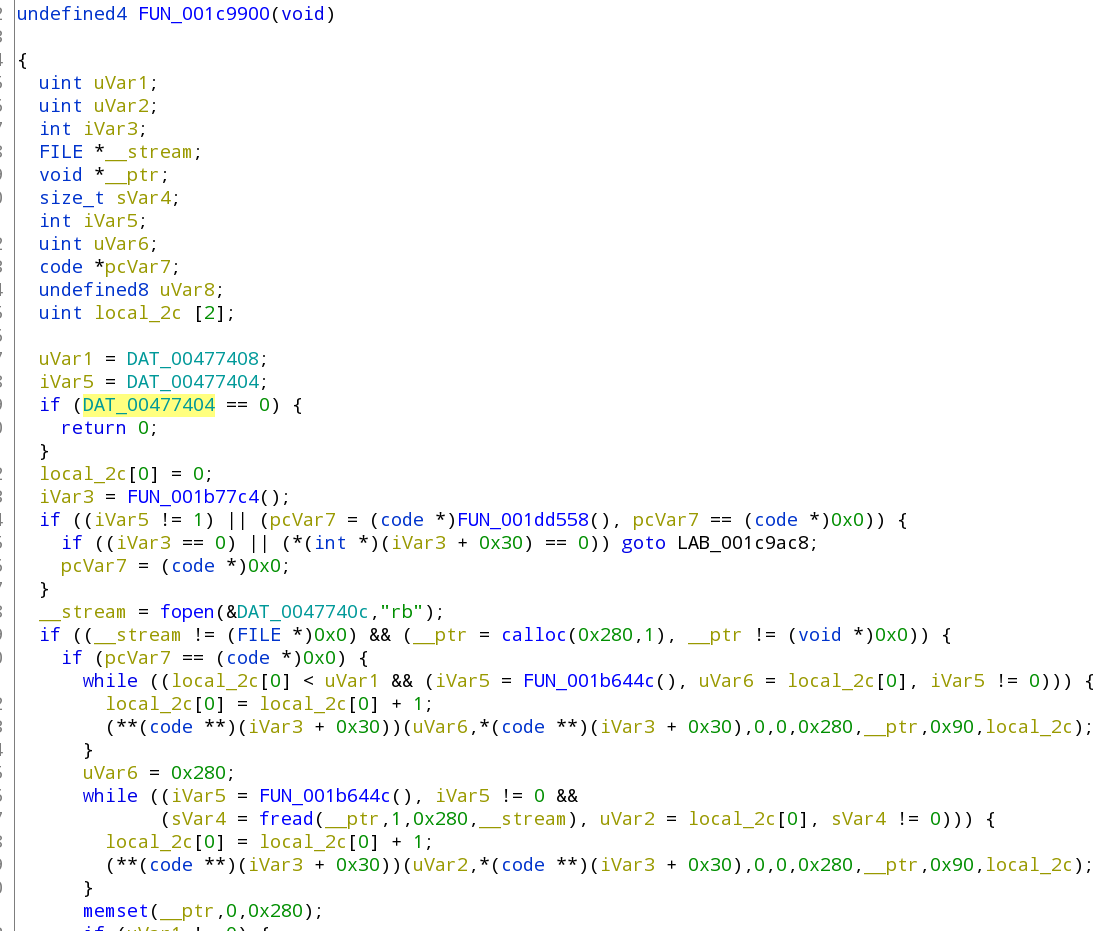 undefined4 FUN_001c9900(void)
{
uint uVar1;
uint uVar2;
int iVar3;
FILE *__stream;
void *__ptr;
size_t sVar4;
int iVar5;
uint uVar6;
code *pcVar7;
undefined8 uVar8;
uint local_2c [2];
uVar1 = DAT_00477408;
iVar5 = DAT_00477404;
if (DAT_00477404 == 0) {
return 0;
}
local_2c[0] = 0;
iVar3 = FUN_001b77c4();
if ((iVar5 != 1) || (pcVar7 = (code *)FUN_001dd558(), pcVar7 == (code *)0x0)) {
if ((iVar3 == 0) || (*(int *)(iVar3 + 0x30) == 0)) goto LAB_001c9ac8;
pcVar7 = (code *)0x0;
}
__stream = fopen(&DAT_0047740c,"rb");
if ((__stream != (FILE *)0x0) && (__ptr = calloc(0x280,1), __ptr != (void *)0x0)) {
if (pcVar7 == (code *)0x0) {
while ((local_2c[0] < uVar1 && (iVar5 = FUN_001b644c(), uVar6 = local_2c[0], iVar5 != 0))) {
local_2c[0] = local_2c[0] + 1;
(**(code **)(iVar3 + 0x30))(uVar6,*(code **)(iVar3 + 0x30),0,0,0x280,__ptr,0x90,local_2c);
}
uVar6 = 0x280;
while ((iVar5 = FUN_001b644c(), iVar5 != 0 &&
(sVar4 = fread(__ptr,1,0x280,__stream), uVar2 = local_2c[0], sVar4 != 0))) {
local_2c[0] = local_2c[0] + 1;
(**(code **)(iVar3 + 0x30))(uVar2,*(code **)(iVar3 + 0x30),0,0,0x280,__ptr,0x90,local_2c);
}
memset(__ptr,0,0x280);